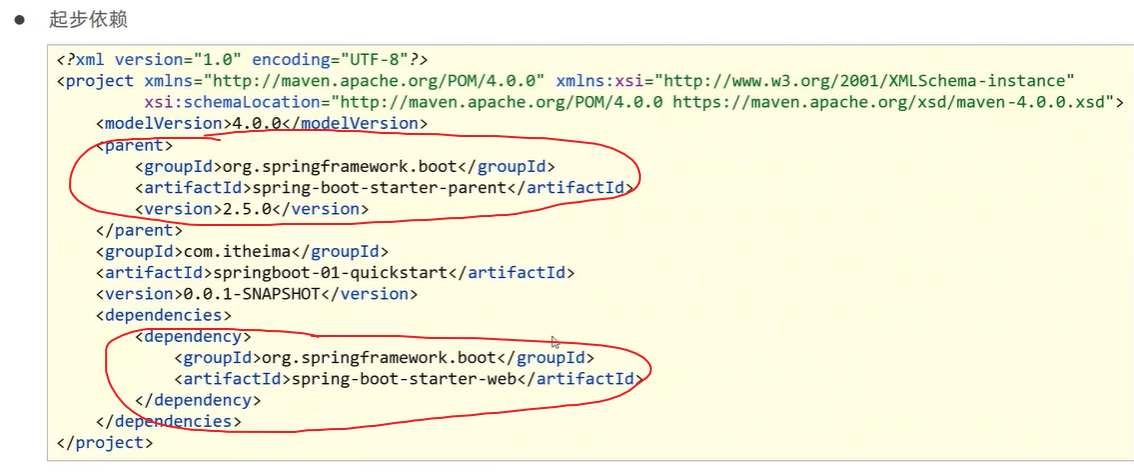 ● 起步依赖
<?xml version="1.0" encoding="UTF-8"?>
<project xmlns="http://maven.apache.org/POM/4.0.0" xmlns:xsi="http://www.w3.org/2001/XMLSchema-instance"
xsi:schemaLocation="http://maven.apache.org/POM/4.0.0 https://maven.apache.org/xsd/maven-4.0.0.xsd">
<modelVersion>4.0.0</modelVersion>
<parent>
<groupId>org.springframework.boot</groupId>
<artifactId>spring-boot-starter-parent</artifactId>
<version>2.5.0</version>
</parent>
<groupId>com.itheima</groupId>
<artifactId>springboot-01-quickstart</artifactId>
<version>0.0.1-SNAPSHOT</version>
<dependencies>
<dependency>
<groupId>org.springframework.boot</groupId>
<artifactId>spring-boot-starter-web</artifactId>
</dependency>
</dependencies>
</project>